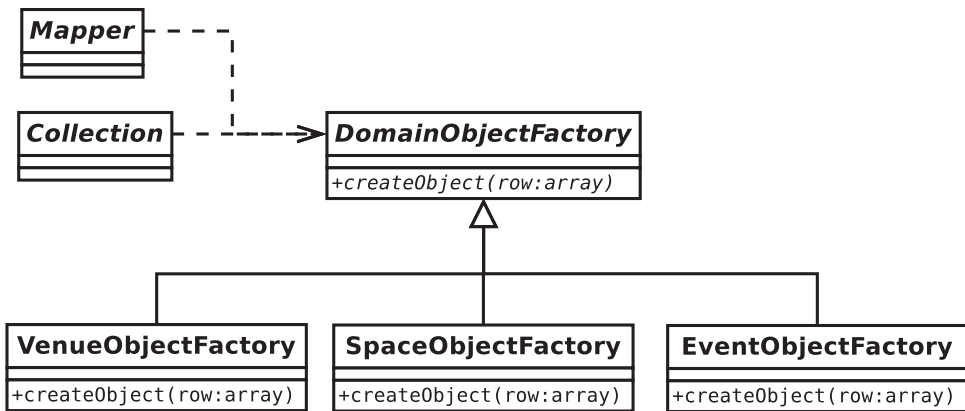 Mapper
Collection
DomainObjectFactory
+createObject(row:array)
VenueObjectFactory
+createObject(row:array)
SpaceObjectFactory
+createObject(row:array)
EventObjectFactory
+createObject(row:array)